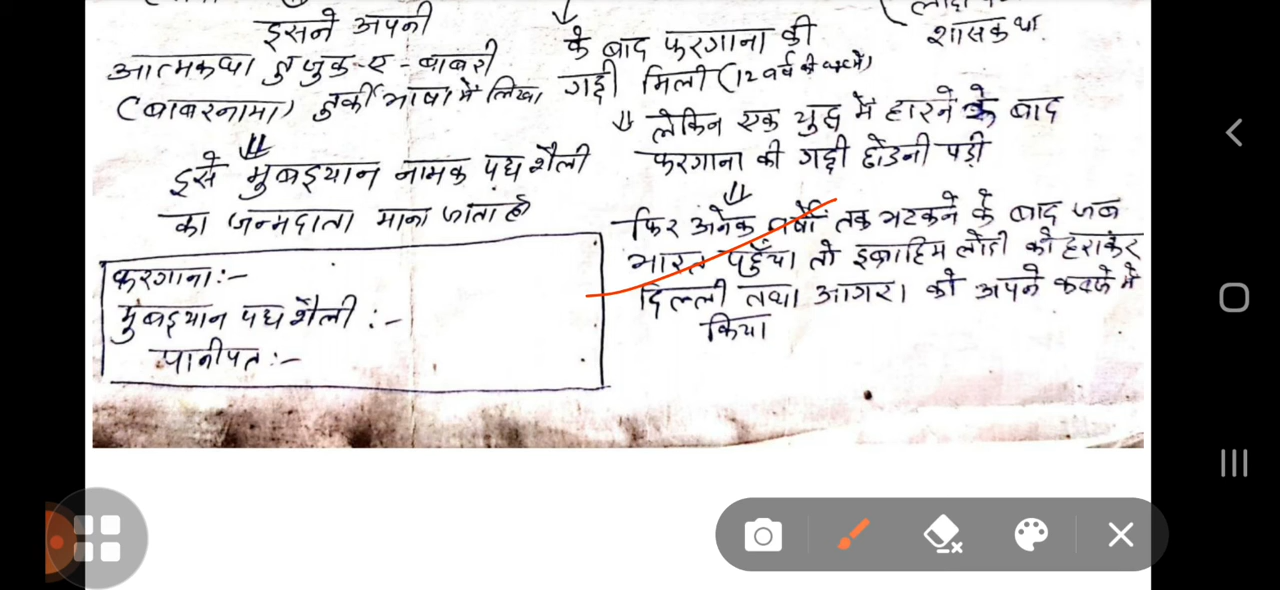 इसने अपनी
आत्मकथा तुजुक-ए-बाबरी
(बाबरनामा) तुर्की भाषा में लिखा
इसे मुबइयान नामक पद्य शैली
का जन्मदाता माना जाता है
फरगाना:-
मुबइयान पद्य शैली :-
पानीपत:-
के बाद फरगाना की
गद्दी मिली (12 वर्ष की
लेकिन एक युद्ध में हारने के बाद
फरगाना की गद्दी छोडनी पड़ी
फिर अनेक वर्षों तक भटकने के बाद जब
भारत पहुँचा तो इब्राहिम लोदी को हराकर
दिल्ली तथा आगरा को अपने कब्जे में
किया
शासक था